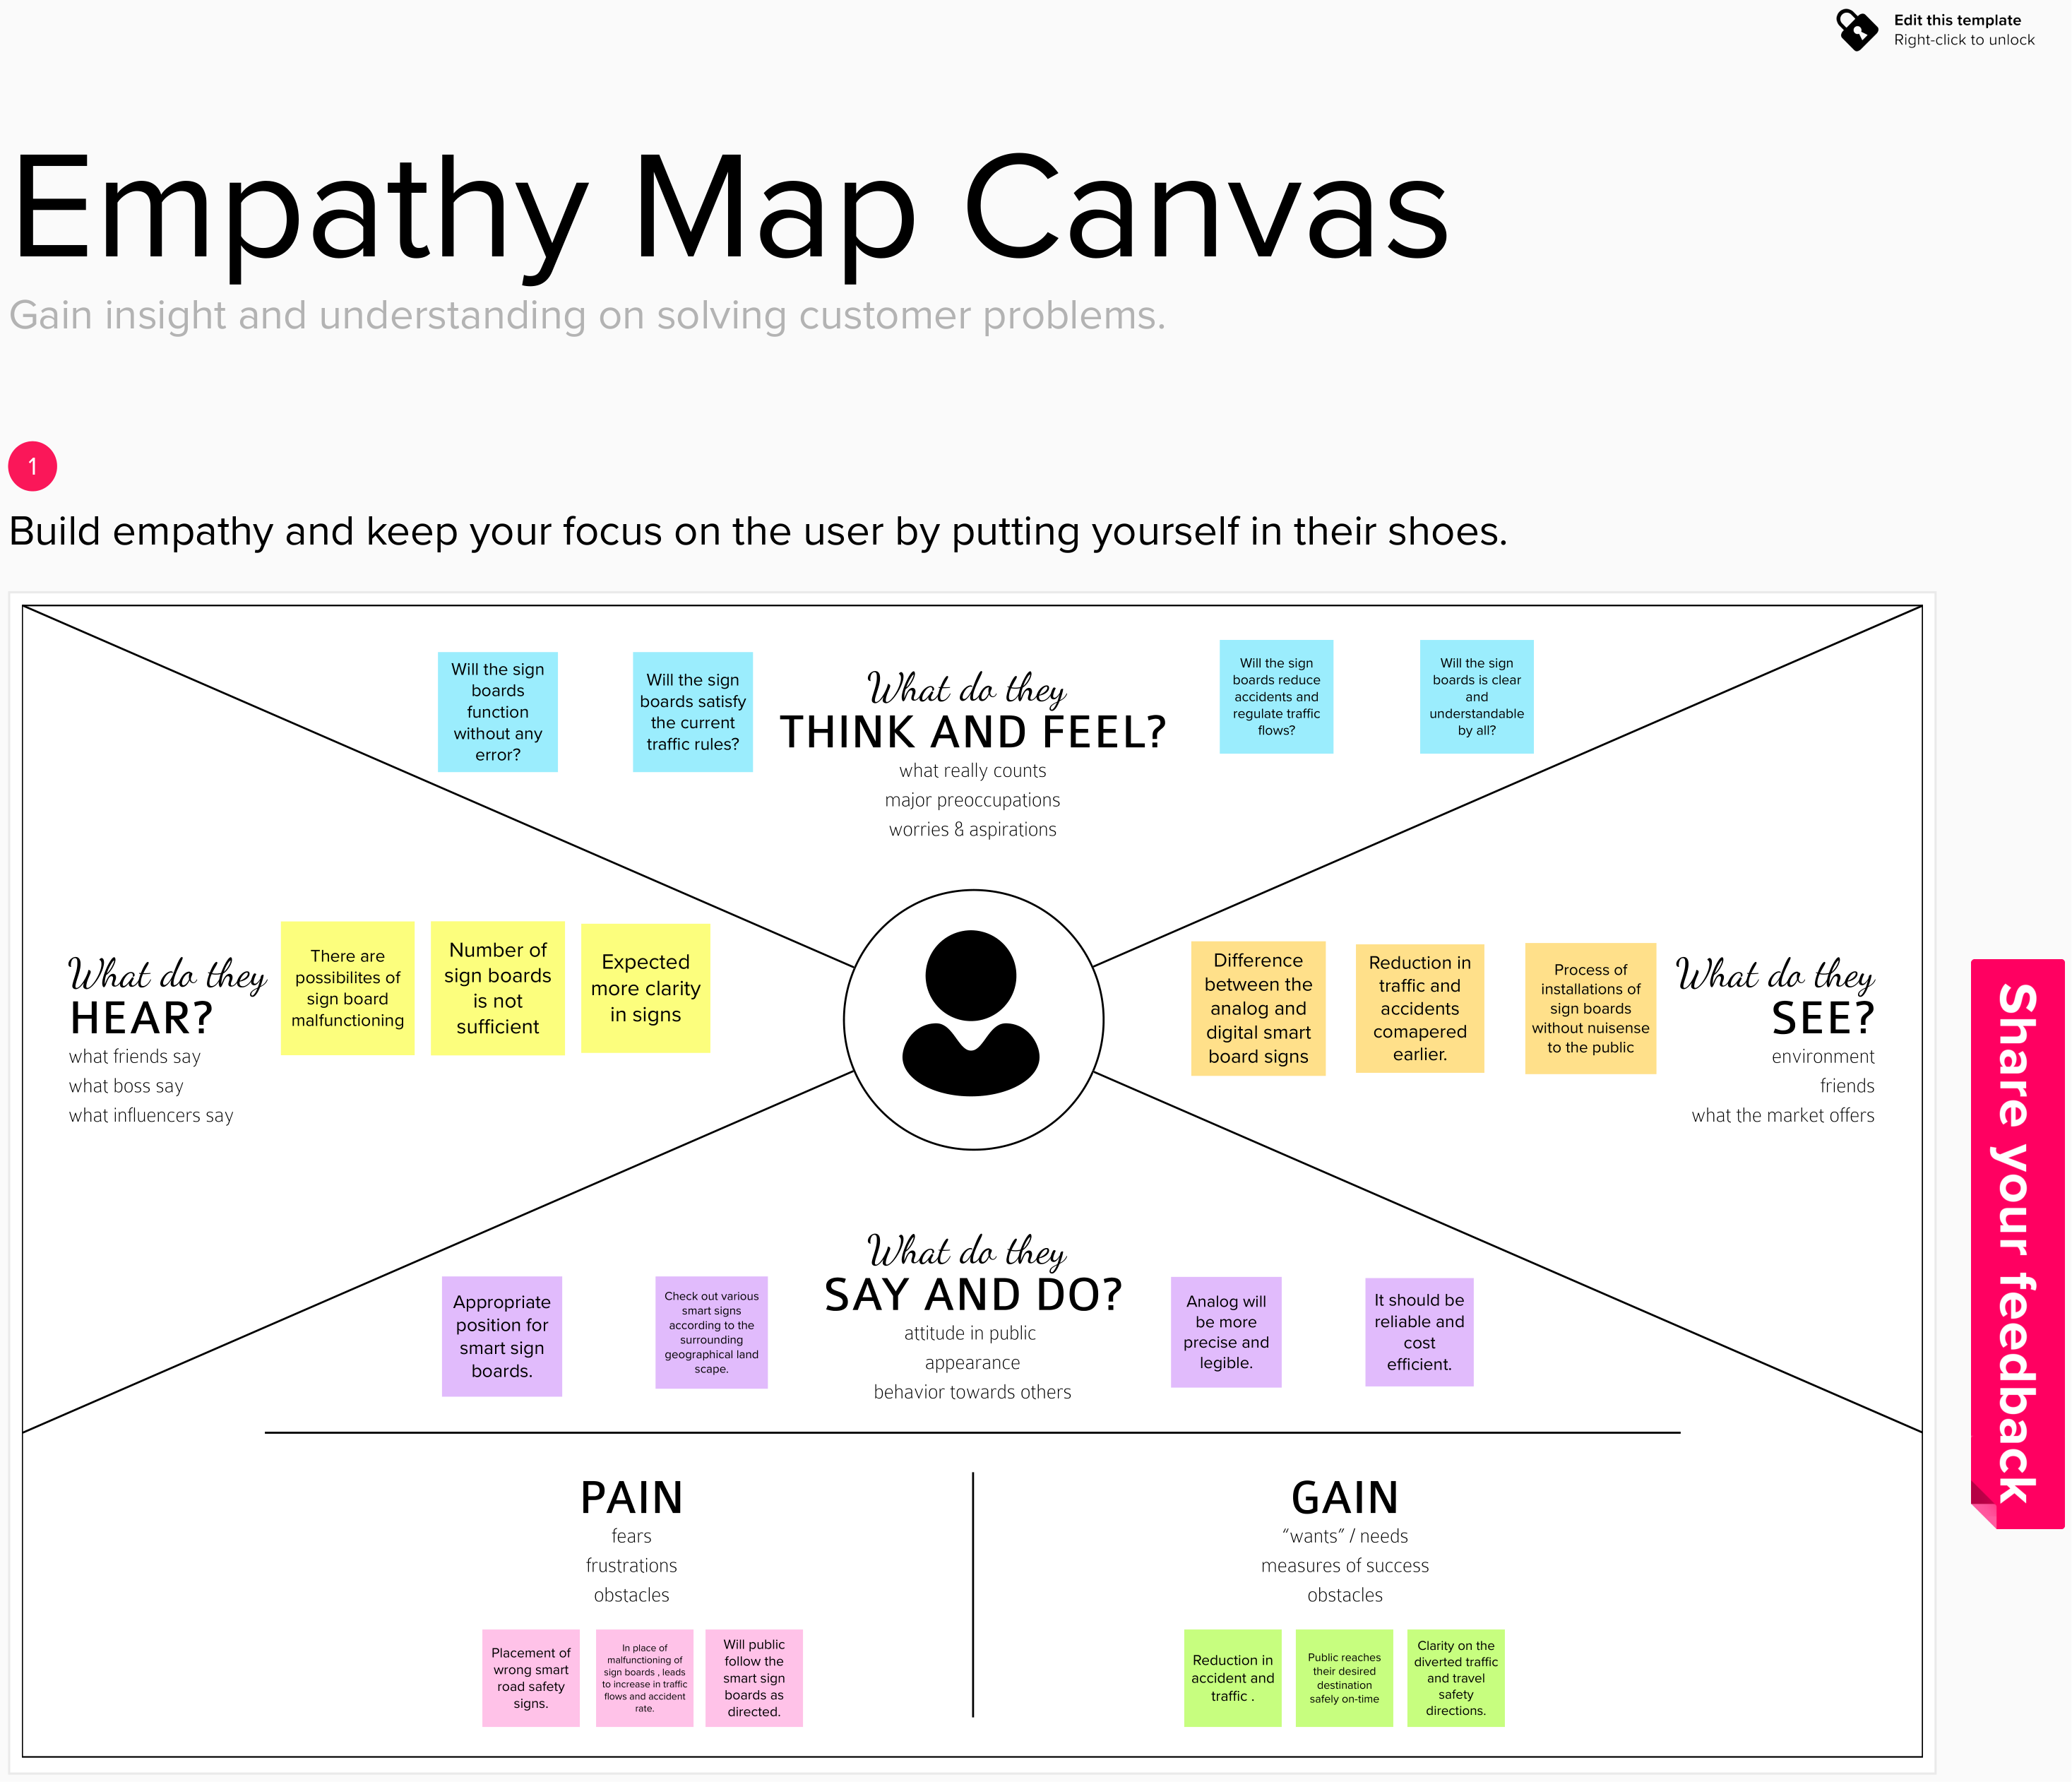 Edit this template
Right-click to unlock
Empathy Map Canvas
Gain insight and understanding on solving customer problems.
1
Build empathy and keep your focus on the user by putting yourself in their shoes.
Will the sign
boards
function
without any
error?
Will the sign
boards satisfy
the current
traffic rules?
What do they
THINK AND FEEL?
what really counts
major preoccupations
worries & aspirations
Will the sign
boards reduce
accidents and
regulate traffic
flows?
Will the sign
boards is clear
and
understandable
by all?
What do they
HEAR?
what friends say
what boss say
what influencers say
There are
possibilites of
sign board
malfunctioning
Number of
sign boards
is not
sufficient
Expected
more clarity
in signs
Difference
between the
analog and
digital smart
board signs
Reduction in
traffic and
accidents
comapered
earlier.
Process of
installations of
sign boards
without nuisense
to the public
What do they
SEE?
environment
friends
what the market offers
Share your feedback
Appropriate
position for
smart sign
boards.
Check out various
smart signs
according to the
surrounding
geographical land
scape.
What do they
SAY AND DO?
attitude in public
appearance
behavior towards others
Analog will
be more
precise and
legible.
It should be
reliable and
cost
efficient.
PAIN
fears
frustrations
obstacles
Placement of
wrong smart
road safety
signs.
In place of
malfunctioning of
sign boards , leads
to increase in traffic
flows and accident
rate.
Will public
follow the
smart sign
boards as
directed.
GAIN
“wants” / needs
measures of success
obstacles
Reduction in
accident and
traffic .
Public reaches
their desired
destination
safely on-time
Clarity on the
diverted traffic
and travel
safety
directions.